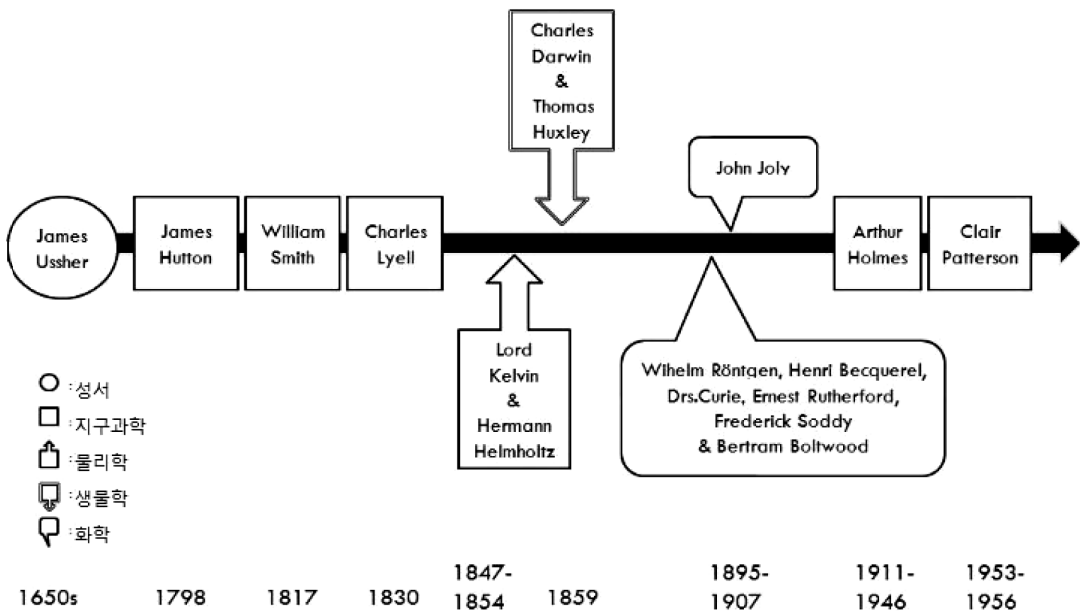 Charles
Darwin
&
Thomas
Huxley
John Joly
James
Ussher
James
Hutton
William
Smith
Charles
Lyell
Arthur
Holmes
Clair
Patterson
Lord
Kelvin
&
Hermann
Helmholtz
Wihelm Röntgen, Henri Becquerel,
Drs.Curie, Ernest Rutherford,
Frederick Soddy
& Bertram Boltwood
:성서
:지구과학
:물리학
:생물학
:화학
1650s
1798
1817
1830
1847-
1854
1859
1895-
1907
1911-
1946
1953-
1956